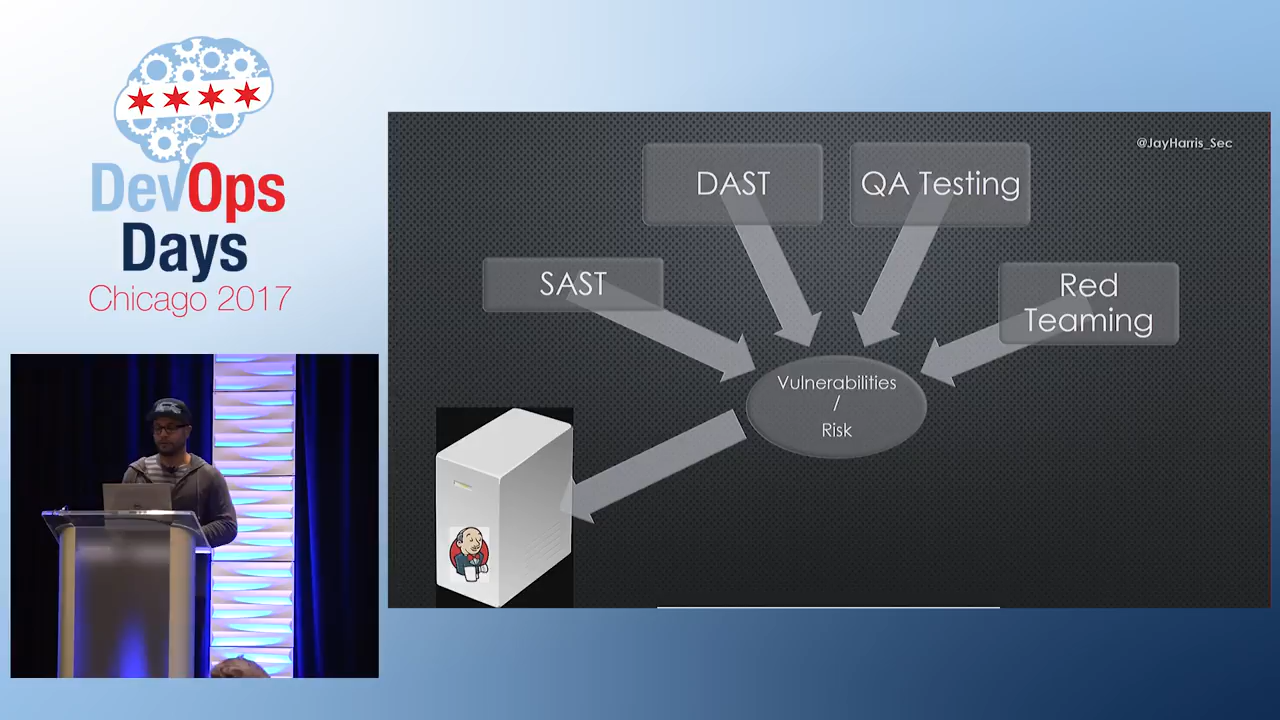 DevOps
Days
Chicago 2017
@JayHarris_Sec
DAST
QA Testing
SAST
Red
Teaming
Vulnerabilities
/
Risk